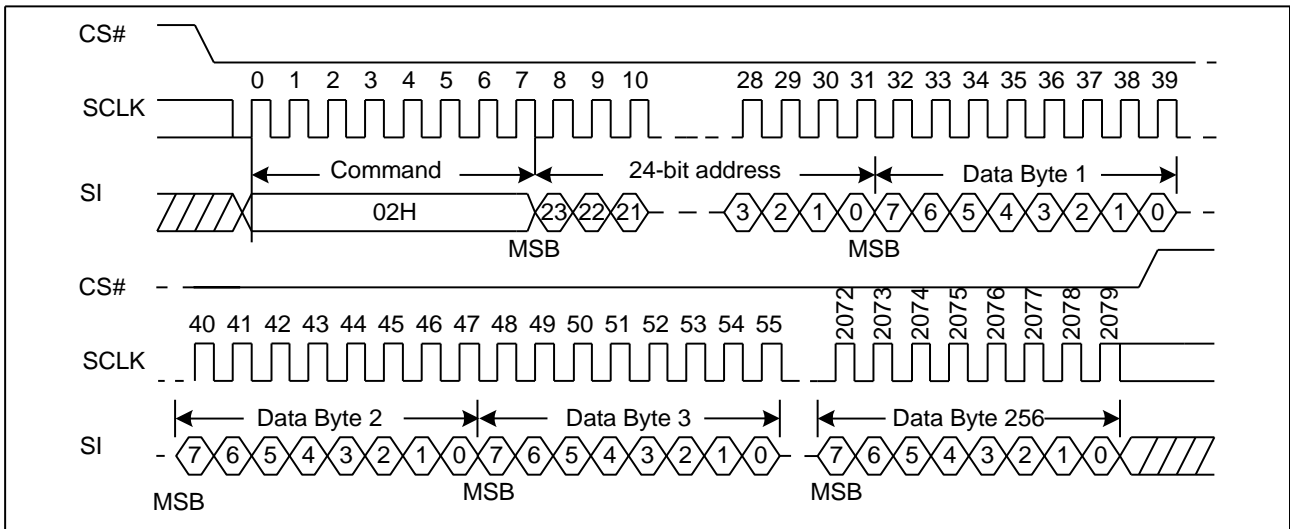 CS#
0 1 2 3 4 5 6 7 8 9 10 28 29 30 31 32 33 34 35 36 37 38 39
SCLK
Command 24-bit address Data Byte 1
SI
02H 23 22 21 3 2 1 0 7 6 5 4 3 2 1 0
MSB MSB
CS#
40 41 42 43 44 45 46 47 48 49 50 51 52 53 54 55 2072 2073 2074 2075 2076 2077 2078 2079
SCLK
Data Byte 2 Data Byte 3 Data Byte 256
SI
7 6 5 4 3 2 1 0 7 6 5 4 3 2 1 0 7 6 5 4 3 2 1 0
MSB MSB MSB